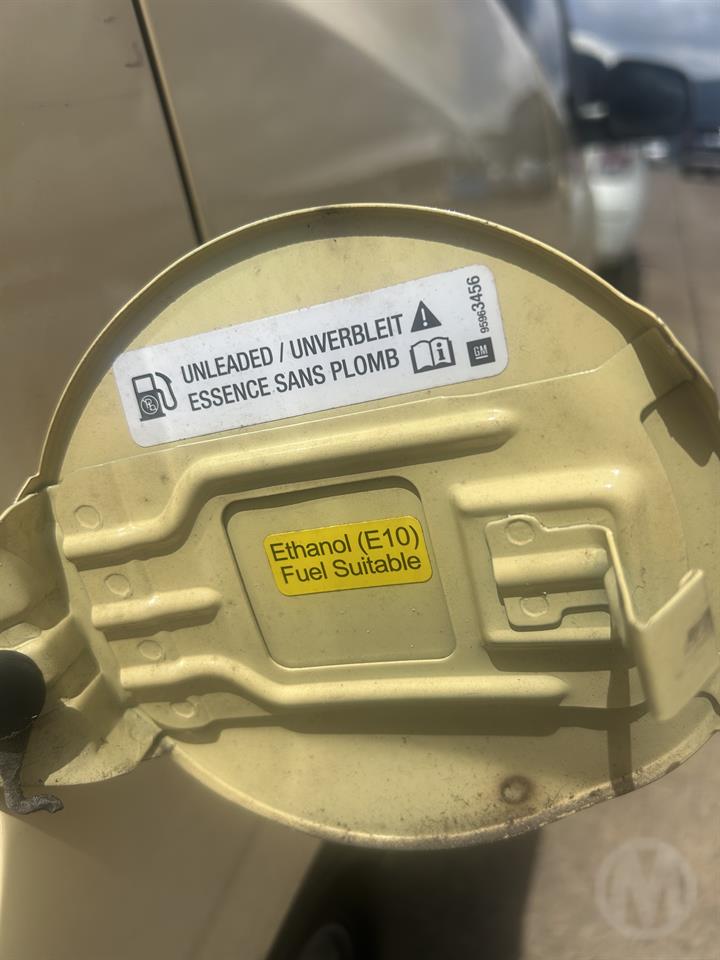 UNLEADED / UNVERBLEIT
ESSENCE SANS PLOMB
95963456
GM
Ethanol (E10)
Fuel Suitable
M